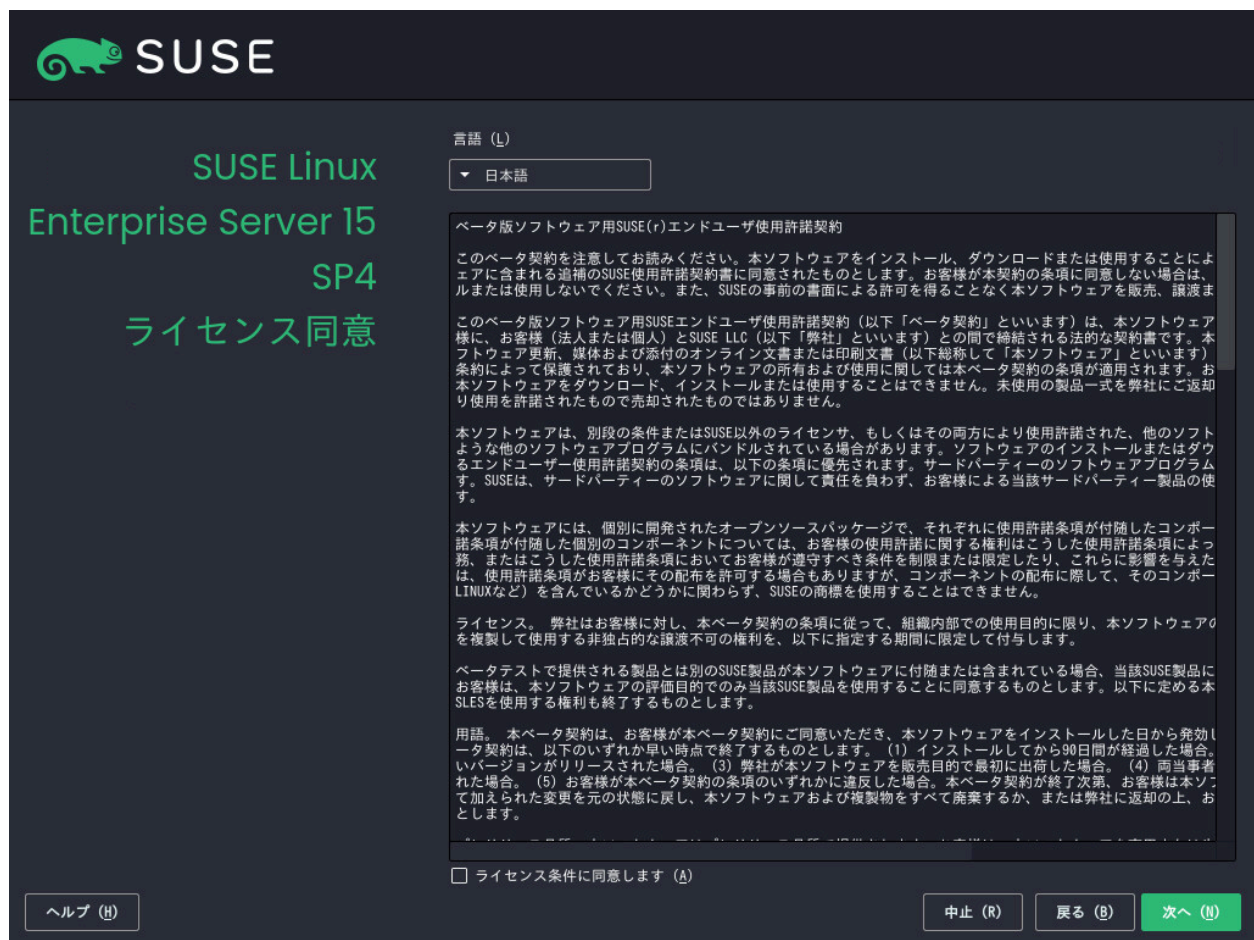 SUSE
SUSE Linux
Enterprise Server 15
SP4
ライセンス同意
言語 (L)
日本語
ベータ版ソフトウェア用SUSE(r)エンドユーザ使用許諾契約
このベータ契約を注意してお読みください。本ソフトウェアをインストール、ダウンロードまたは使用することによ
ェアに含まれる追補のSUSE使用許諾契約書に同意されたものとします。お客様が本契約の条項に同意しない場合は、
ルまたは使用しないでください。また、SUSEの事前の書面による許可を得ることなく本ソフトウェアを販売、譲渡ま
このベータ版ソフトウェア用SUSEエンドユーザ使用許諾契約（以下「ベータ契約」といいます）は、本ソフトウェア
様に、お客様（法人または個人）とSUSE LLC（以下「弊社」といいます）との間で締結される法的な契約書です。本
フトウェア更新、媒体および添付のオンライン文書または印刷文書（以下総称して「本ソフトウェア」といいます）
条約によって保護されており、本ソフトウェアの所有および使用に関しては本ベータ契約の条項が適用されます。お
本ソフトウェアをダウンロード、インストールまたは使用することはできません。未使用の製品一式を弊社にご返却
り使用を許諾されたもので売却されたものではありません。
本ソフトウェアは、別段の条件またはSUSE以外のライセンサ、もしくはその両方により使用許諾された、他のソフト
ような他のソフトウェアプログラムにバンドルされている場合があります。ソフトウェアのインストールまたはダウ
るエンドユーザー使用許諾契約の条項は、以下の条項に優先されます。サードパーティーのソフトウェアプログラム
す。SUSEは、サードパーティーのソフトウェアに関して責任を負わず、お客様による当該サードパーティー製品の使
す。
本ソフトウェアには、個別に開発されたオープンソースパッケージで、それぞれに使用許諾条項が付随したコンポー
諾条項が付随した個別のコンポーネントについては、お客様の使用許諾に関する権利はこうした使用許諾条項によっ
務、またはこうした使用許諾条項においてお客様が遵守すべき条件を制限または限定したり、これらに影響を与えた
は、使用許諾条項がお客様にその配布を許可する場合もありますが、コンポーネントの配布に際して、そのコンポー
LINUXなど）を含んでいるかどうかに関わらず、SUSEの商標を使用することはできません。
ライセンス。 弊社はお客様に対し、本ベータ契約の条項に従って、組織内部での使用目的に限り、本ソフトウェアの
を複製して使用する非独占的な譲渡不可の権利を、以下に指定する期間に限定して付与します。
ベータテストで提供される製品とは別のSUSE製品が本ソフトウェアに付随または含まれている場合、当該SUSE製品に
お客様は、本ソフトウェアの評価目的でのみ当該SUSE製品を使用することに同意するものとします。以下に定める本
SLESを使用する権利も終了するものとします。
用語。 本ベータ契約は、お客様が本ベータ契約にご同意いただき、本ソフトウェアをインストールした日から発効し
ータ契約は、以下のいずれか早い時点で終了するものとします。（1）インストールしてから90日間が経過した場合。
いバージョンがリリースされた場合。（3）弊社が本ソフトウェアを販売目的で最初に出荷した場合。（4）両当事者
れた場合。（5）お客様が本ベータ契約の条項のいずれかに違反した場合。本ベータ契約が終了次第、お客様は本ソフ
て加えられた変更を元の状態に戻し、本ソフトウェアおよび複製物をすべて廃棄するか、または弊社に返却の上、お
とします。
ライセンス条件に同意します (A)
ヘルプ (H)
中止 (R)
戻る (B)
次へ (N)